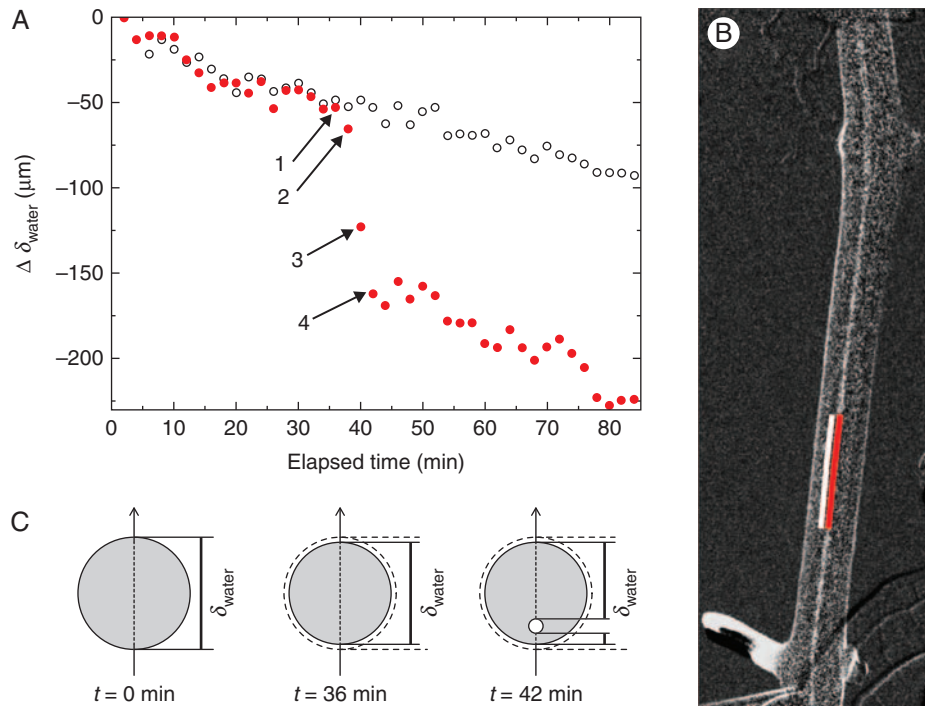 A
B
0
–50
–100
–150
–200
Δ δwater (μm)
1
2
3
4
0 10 20 30 40 50 60 70 80
Elapsed time (min)
C
δwater
δwater
δwater
t = 0 min
t = 36 min
t = 42 min